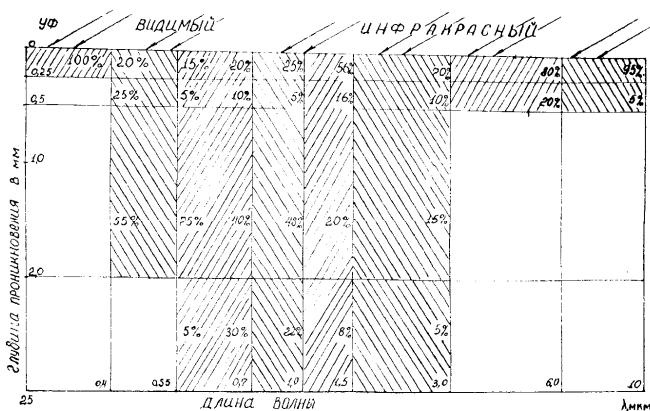 УФ ВИДИМЫЙ ИНФРАКРАСНЫЙ
0 100% 20% 15% 20% 25% 56% 70% 80% 95%
0,25
0,5 25% 5% 10% 5% 16% 10% 20% 5%
1,0
55% 75% 40% 48% 20% 15%
2,0
5% 30% 22% 8% 5%
25 0,4 0,55 0,7 1,0 1,5 3,0 6,0 10
глубина проникновения в мм
ДЛИНА ВОЛНЫ λ,мкм